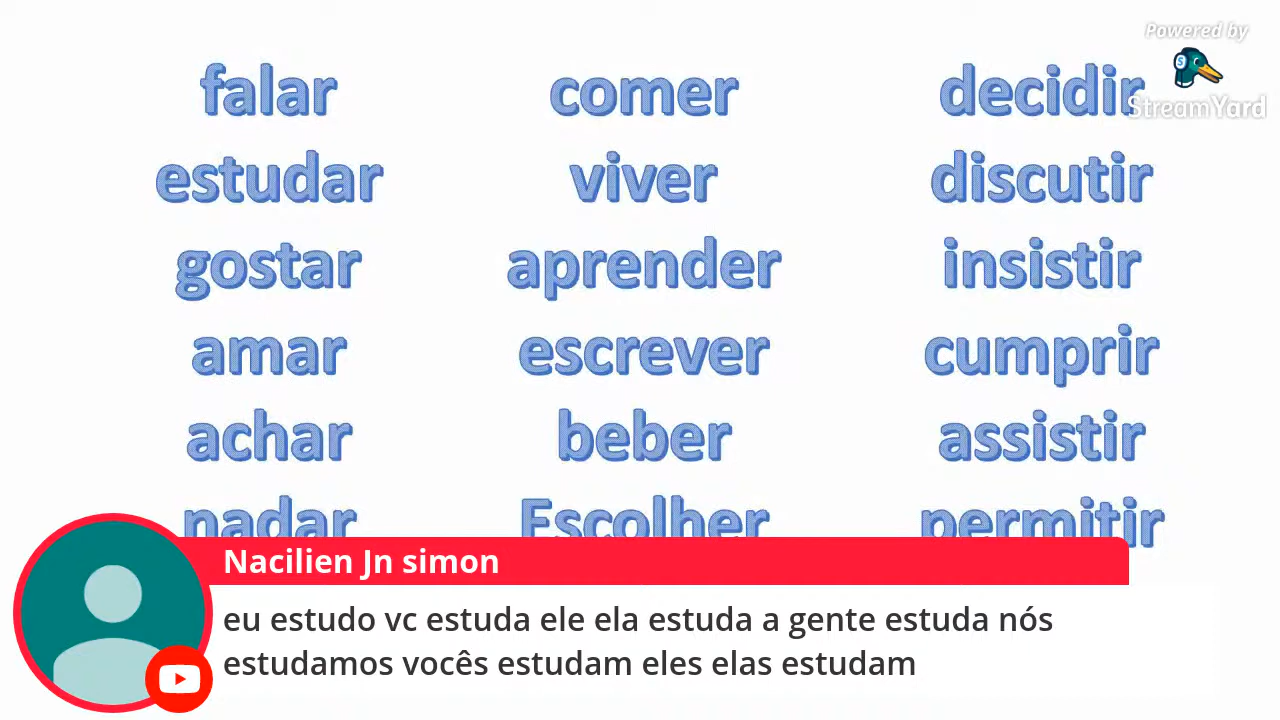 Powered by
StreamYard
falar comer decidir
estudar viver discutir
gostar aprender insistir
amar escrever cumprir
achar beber assistir
nadar Escolher permitir
Nacilien Jn simon
eu estudo vc estuda ele ela estuda a gente estuda nós
estudamos vocês estudam eles elas estudam